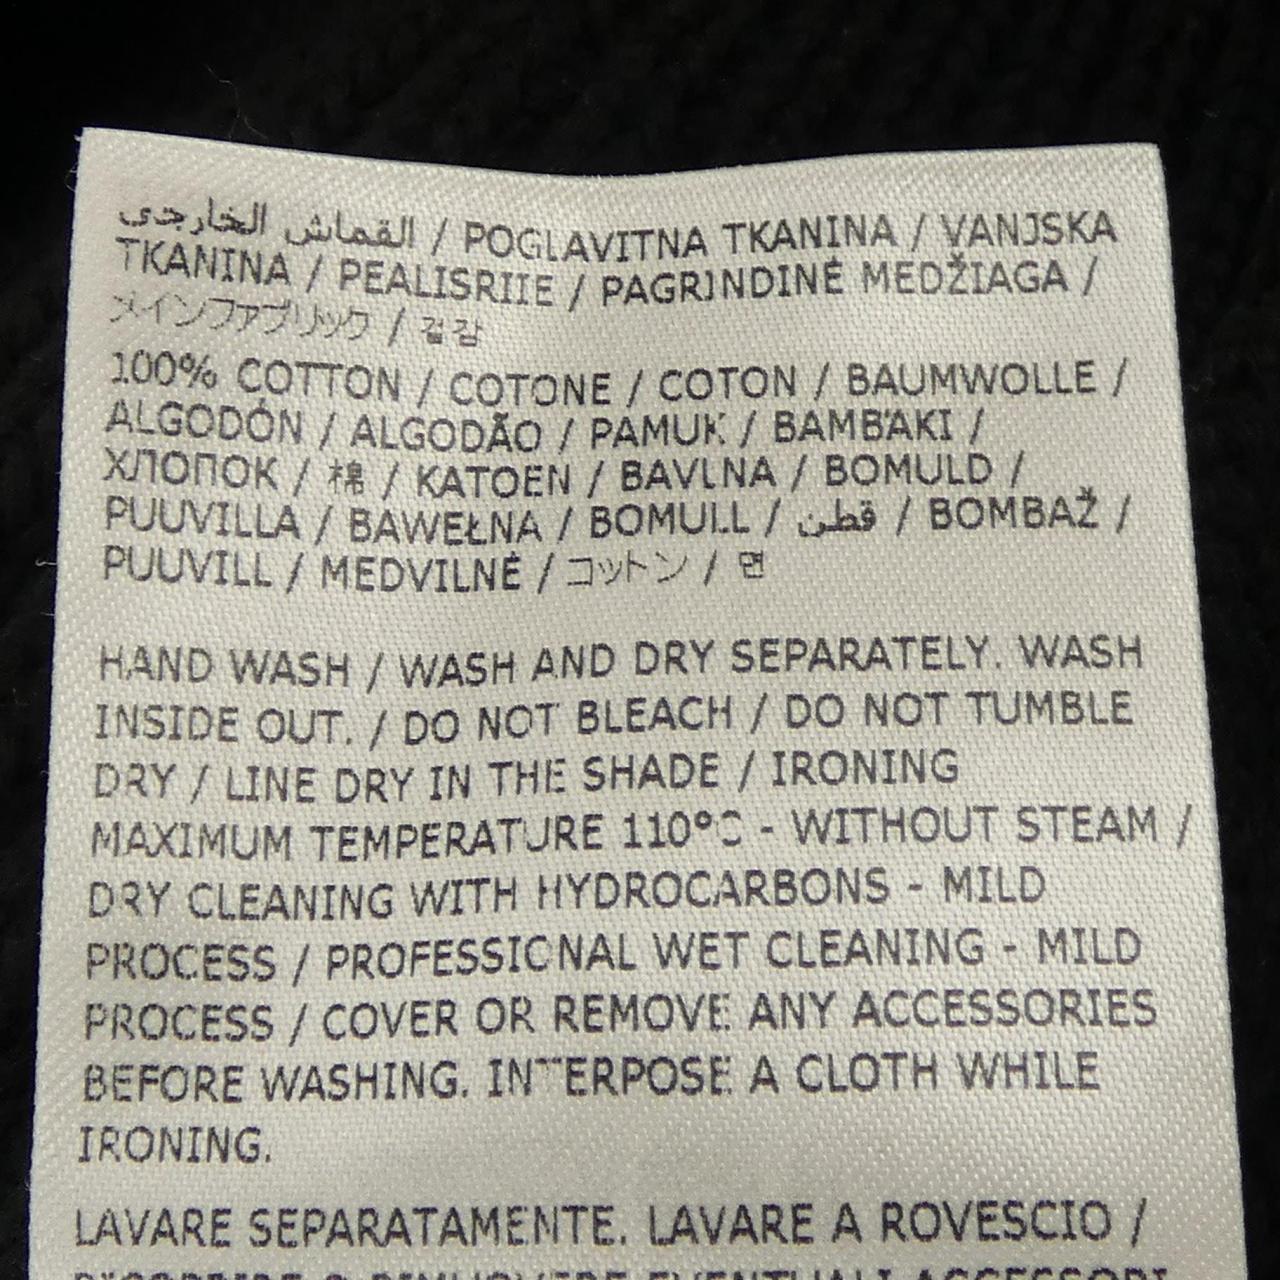 القماش الخارجي / POGLAVITNA TKANINA / VANJSKA
TKANINA / PEALISRIIE / PAGRINDINĖ MEDŽIAGA /
メインファブリック / 겉감
100% COTTON / COTONE / COTON / BAUMWOLLE /
ALGODÓN / ALGODÃO / PAMUK / BAMBAKI /
ХЛОПОК / 棉 / KATOEN / BAVLNA / BOMULD /
PUUVILLA / BAWEŁNA / BOMULL / قطن / BOMBAŽ /
PUUVILL / MEDVILNĖ / コットン / 면
HAND WASH / WASH AND DRY SEPARATELY. WASH
INSIDE OUT. / DO NOT BLEACH / DO NOT TUMBLE
DRY / LINE DRY IN THE SHADE / IRONING
MAXIMUM TEMPERATURE 110°C - WITHOUT STEAM /
DRY CLEANING WITH HYDROCARBONS - MILD
PROCESS / PROFESSIONAL WET CLEANING - MILD
PROCESS / COVER OR REMOVE ANY ACCESSORIES
BEFORE WASHING. INTERPOSE A CLOTH WHILE
IRONING.
LAVARE SEPARATAMENTE. LAVARE A ROVESCIO /